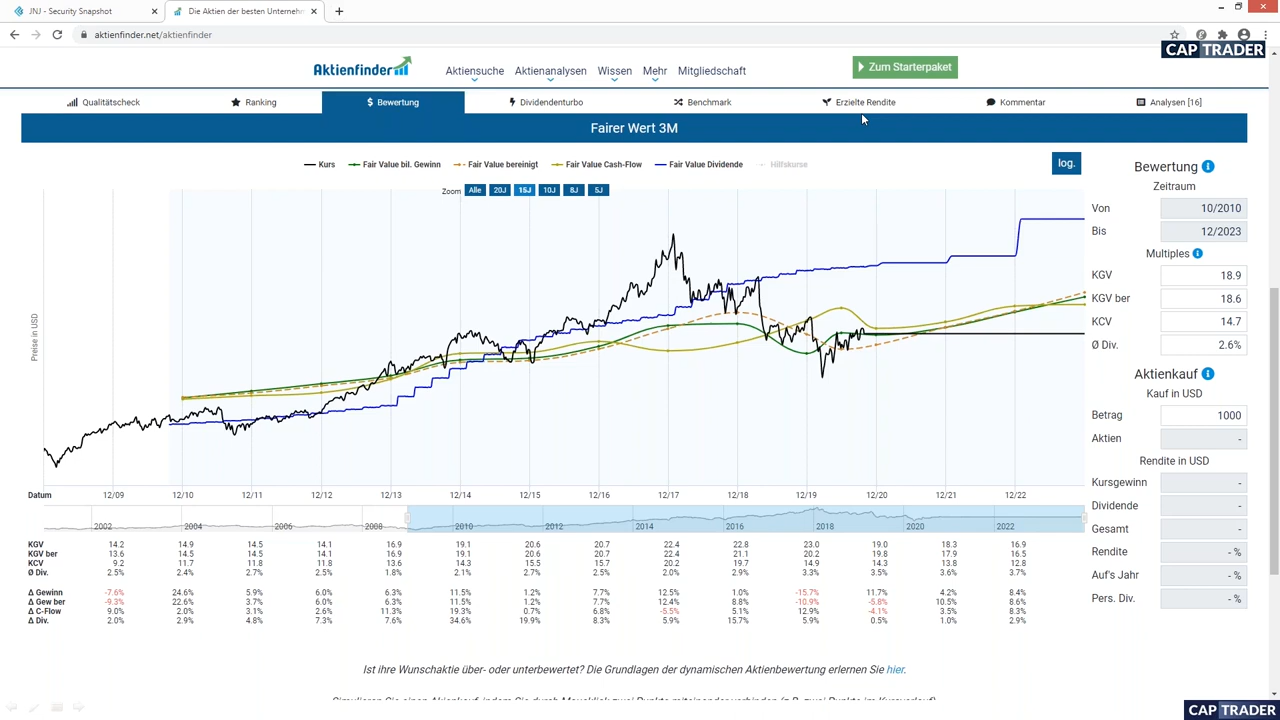 JNJ - Security Snapshot
Die Aktien der besten Unternehm
aktienfinder.net/aktienfinder
CAP TRADER
Aktienfinder
Aktiensuche Aktienanalysen Wissen Mehr Mitgliedschaft
Zum Starterpaket
Qualitätscheck Ranking $ Bewertung Dividendenturbo Benchmark Erzielte Rendite Kommentar Analysen [16]
Fairer Wert 3M
Kurs Fair Value bil. Gewinn Fair Value bereinigt Fair Value Cash-Flow Fair Value Dividende Hilfskurse
log.
Zoom Alle 20J 15J 10J 8J 5J
Preise in USD
Bewertung
Zeitraum
Von 10/2010
Bis 12/2023
Multiples
KGV 18.9
KGV ber 18.6
KCV 14.7
Ø Div. 2.6%
Aktienkauf
Kauf in USD
Betrag 1000
Aktien -
Rendite in USD
Kursgewinn -
Dividende -
Gesamt -
Rendite - %
Auf's Jahr - %
Pers. Div. - %
Datum 12/09 12/10 12/11 12/12 12/13 12/14 12/15 12/16 12/17 12/18 12/19 12/20 12/21 12/22
2002 2004 2006 2008 2010 2012 2014 2016 2018 2020 2022
KGV 14.2 14.9 14.5 14.1 16.9 19.1 20.6 20.7 22.4 22.8 23.0 19.0 18.3 16.9
KGV ber 13.6 14.5 14.5 14.1 16.9 19.1 20.6 20.7 22.4 21.1 20.2 19.8 17.9 16.5
KCV 9.2 11.7 11.8 11.8 13.6 14.3 15.5 15.7 20.2 19.7 14.9 14.3 13.8 12.8
Ø Div. 2.5% 2.4% 2.7% 2.5% 1.8% 2.1% 2.7% 2.5% 2.0% 2.9% 3.3% 3.5% 3.6% 3.7%
Δ Gewinn -7.6% 24.6% 5.9% 6.0% 6.3% 11.5% 1.2% 7.7% 12.5% 1.0% -15.7% 11.7% 4.2% 8.4%
Δ Gew ber -9.3% 22.6% 3.7% 6.0% 6.3% 11.5% 1.2% 7.7% 12.4% 8.8% -10.9% -5.8% 10.5% 8.6%
Δ C-Flow 9.0% 2.0% 3.1% 2.6% 11.3% 19.3% 0.7% 6.8% -5.5% 5.1% 12.9% -4.1% 3.5% 8.3%
Δ Div. 2.0% 2.9% 4.8% 7.3% 7.6% 34.6% 19.9% 8.3% 5.9% 15.7% 5.9% 0.5% 1.0% 2.9%
Ist ihre Wunschaktie über- oder unterbewertet? Die Grundlagen der dynamischen Aktienbewertung erlernen Sie hier.
CAP TRADER